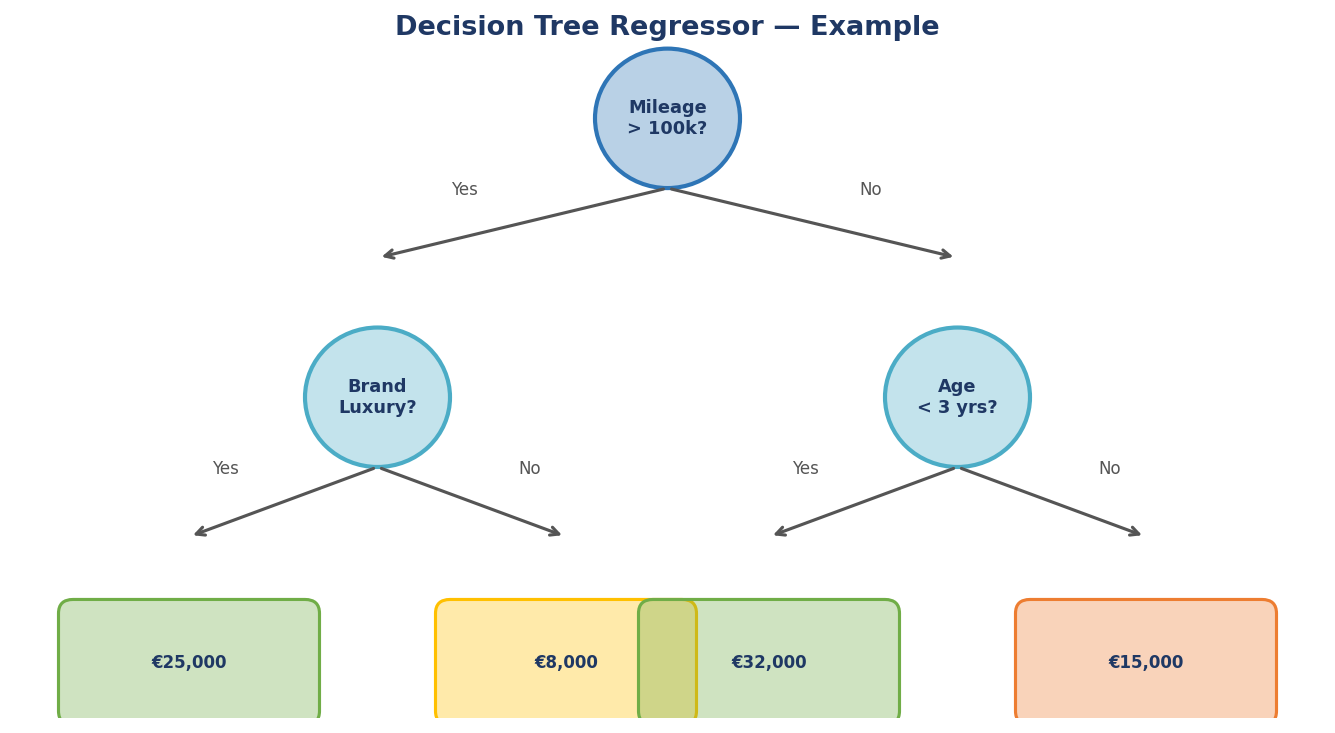 Decision Tree Regressor — Example
Mileage
> 100k?
Yes
No
Brand
Luxury?
Age
< 3 yrs?
Yes
No
Yes
No
€25,000
€8,000
€32,000
€15,000